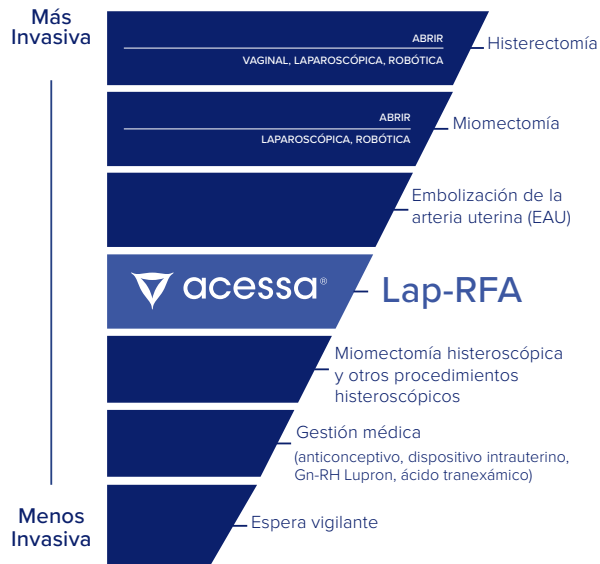 Más
Invasiva
ABRIR
VAGINAL, LAPAROSCÓPICA, ROBÓTICA
Histerectomía
ABRIR
LAPAROSCÓPICA, ROBÓTICA
Miomectomía
Embolización de la
arteria uterina (EAU)
acessa®
Lap-RFA
Miomectomía histeroscópica
y otros procedimientos
histeroscópicos
Gestión médica
(anticonceptivo, dispositivo intrauterino,
Gn-RH Lupron, ácido tranexámico)
Menos
Invasiva
Espera vigilante